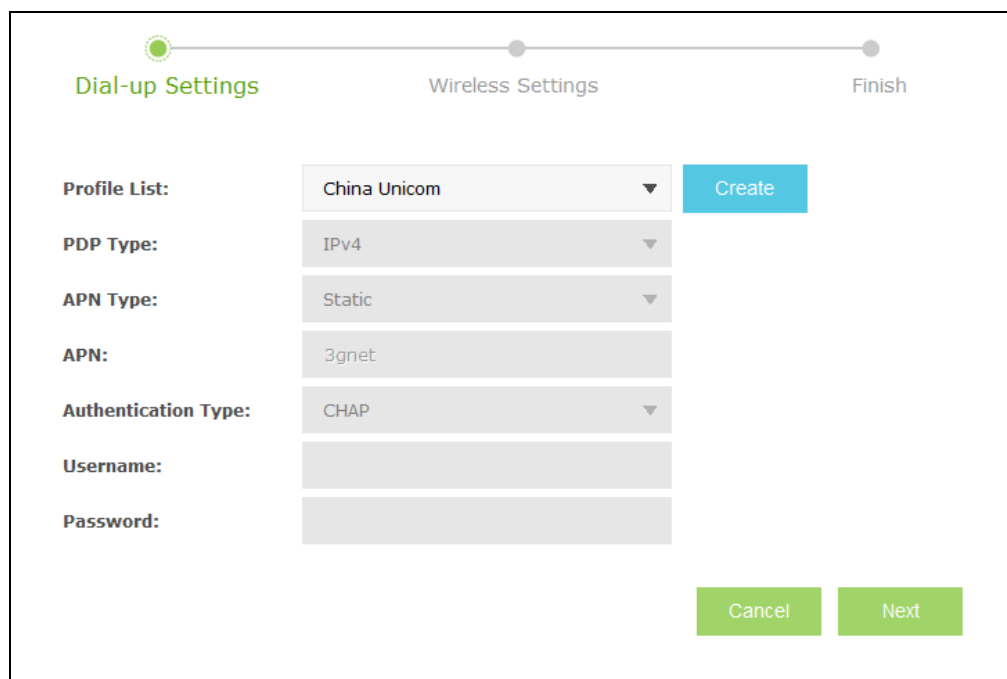 Dial-up Settings Wireless Settings Finish
Profile List: China Unicom Create
PDP Type: IPv4
APN Type: Static
APN: 3gnet
Authentication Type: CHAP
Username:
Password:
Cancel Next